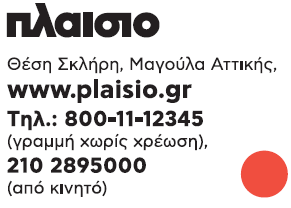 πλαισιο
Θέση Σκλήρη, Μαγούλα Αττικής,
www.plaisio.gr
Τηλ.: 800-11-12345
(γραμμή χωρίς χρέωση),
210 2895000
(από κινητό)